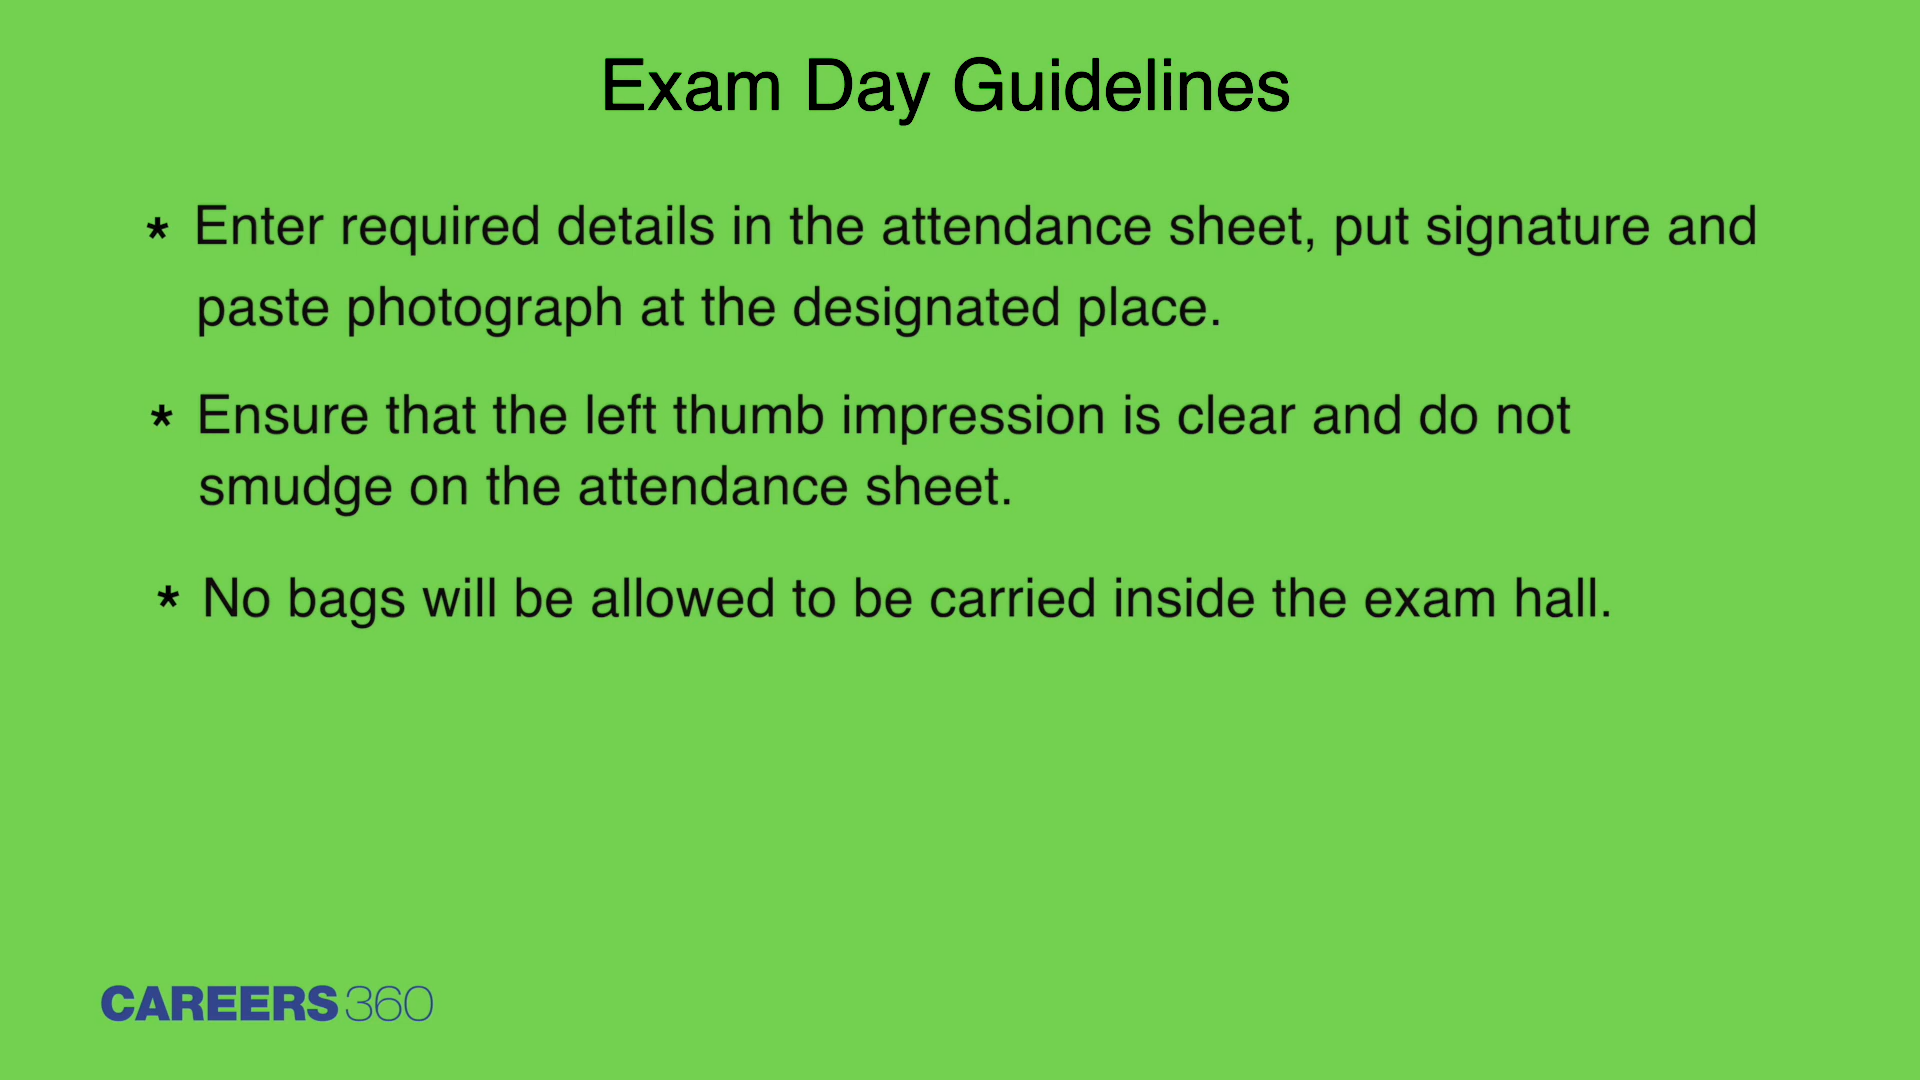 Exam Day Guidelines
* Enter required details in the attendance sheet, put signature and
paste photograph at the designated place.
* Ensure that the left thumb impression is clear and do not
smudge on the attendance sheet.
* No bags will be allowed to be carried inside the exam hall.
CAREERS360